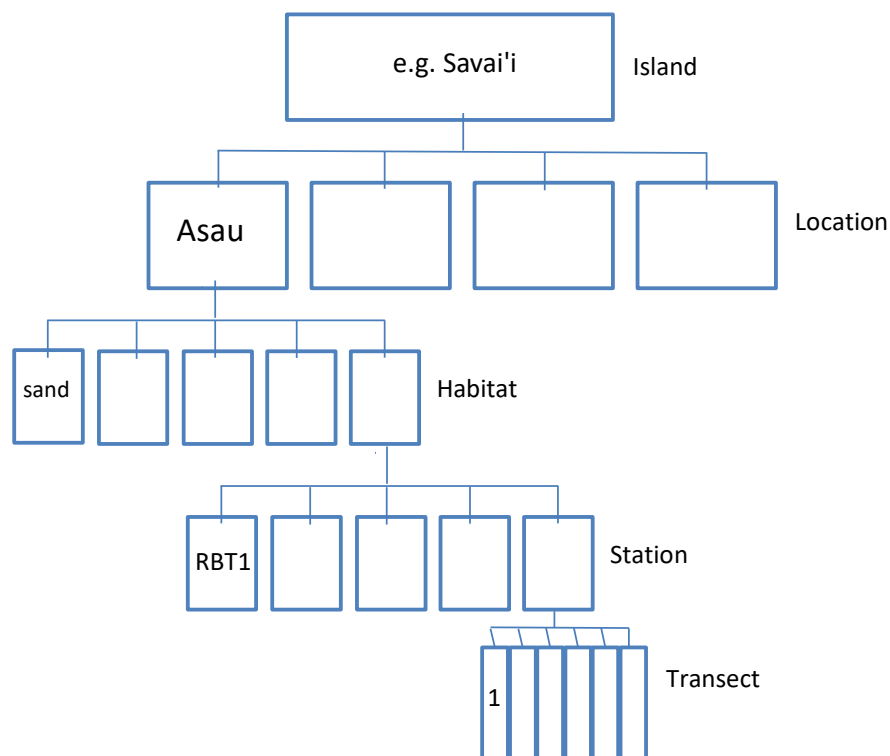 e.g. Savai'i
Island
Asau
Location
sand
Habitat
RBT1
Station
1
Transect